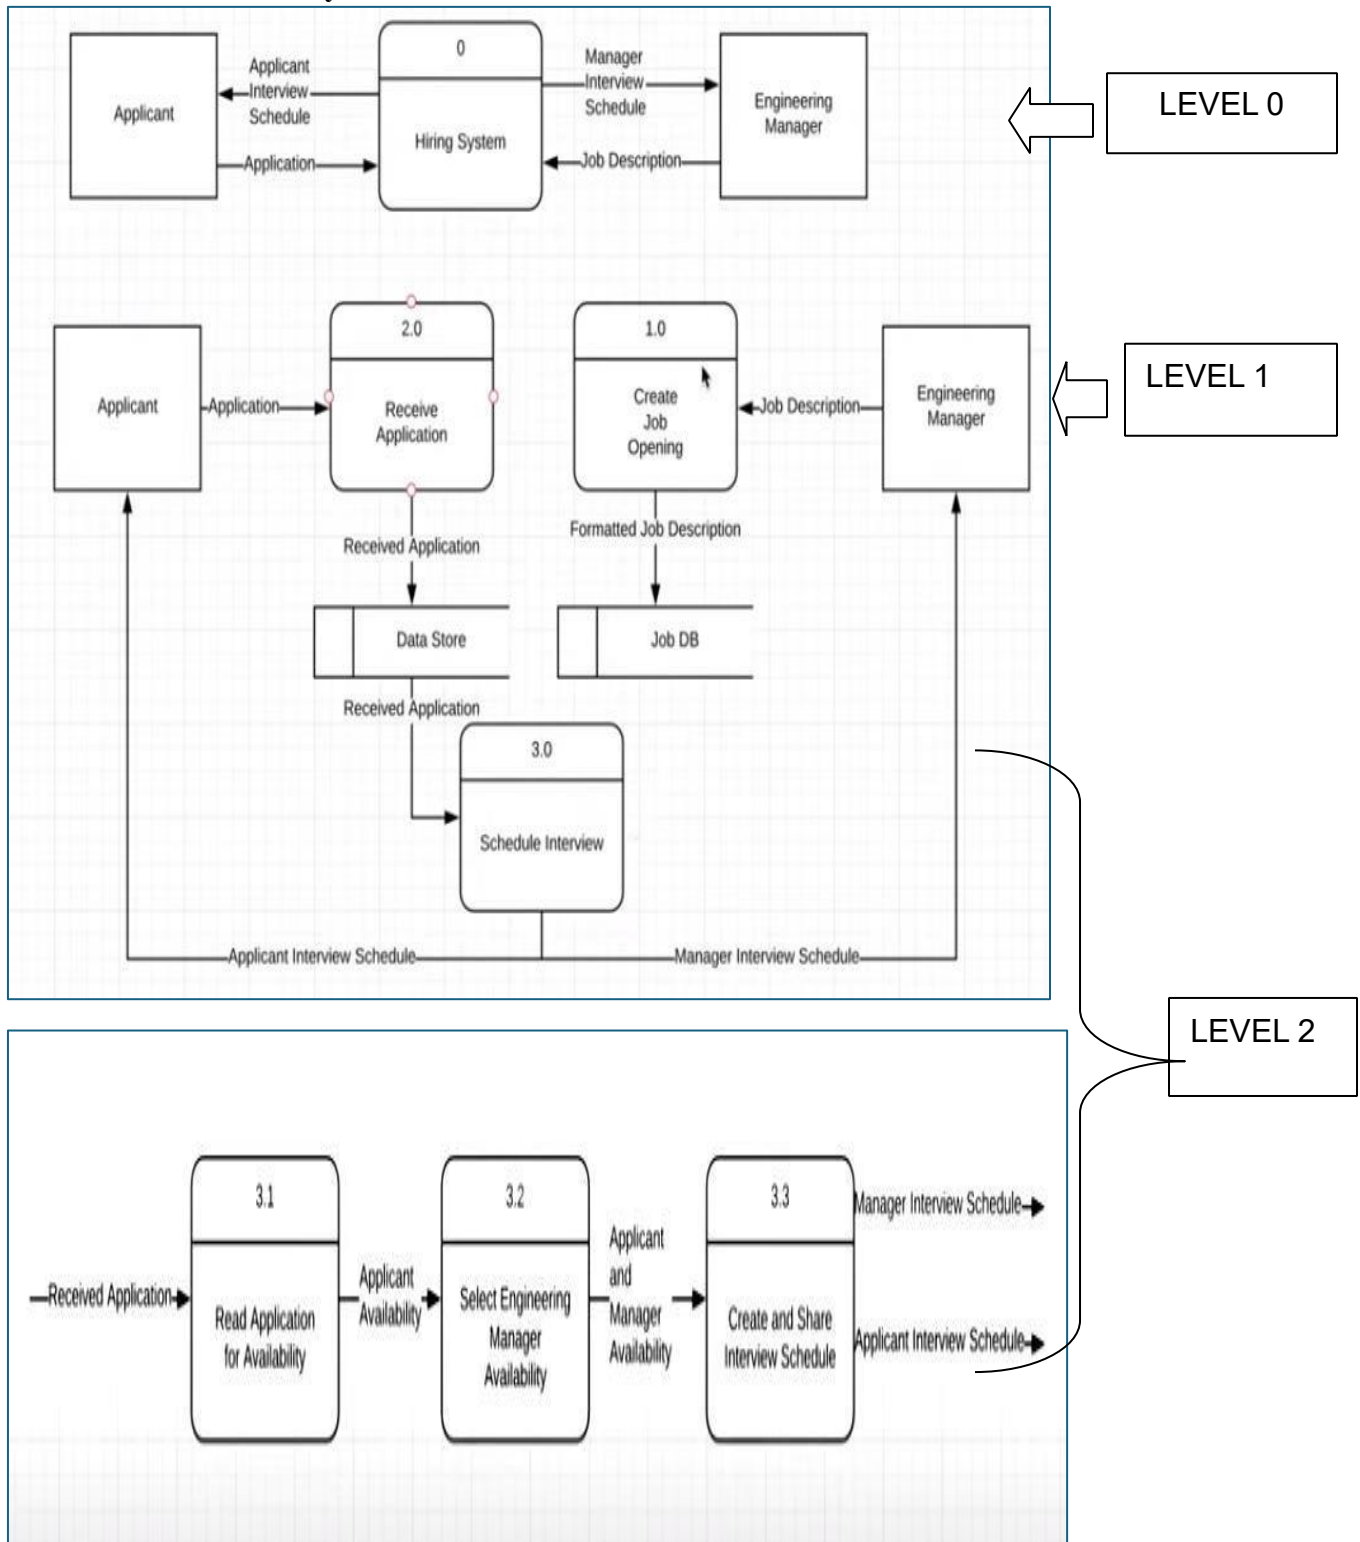 0
Hiring System
Applicant
Applicant
Interview
Schedule
Application
Manager
Interview
Schedule
Job Description
Engineering
Manager
LEVEL 0
Applicant
Application
2.0
Receive
Application
1.0
Create
Job
Opening
Job Description
Engineering
Manager
LEVEL 1
Received Application
Formatted Job Description
Data Store
Job DB
Received Application
3.0
Schedule Interview
Applicant Interview Schedule
Manager Interview Schedule
LEVEL 2
Received Application
3.1
Read Application
for Availability
Applicant
Availability
3.2
Select Engineering
Manager
Availability
Applicant
and
Manager
Availability
3.3
Create and Share
Interview Schedule
Manager Interview Schedule
Applicant Interview Schedule